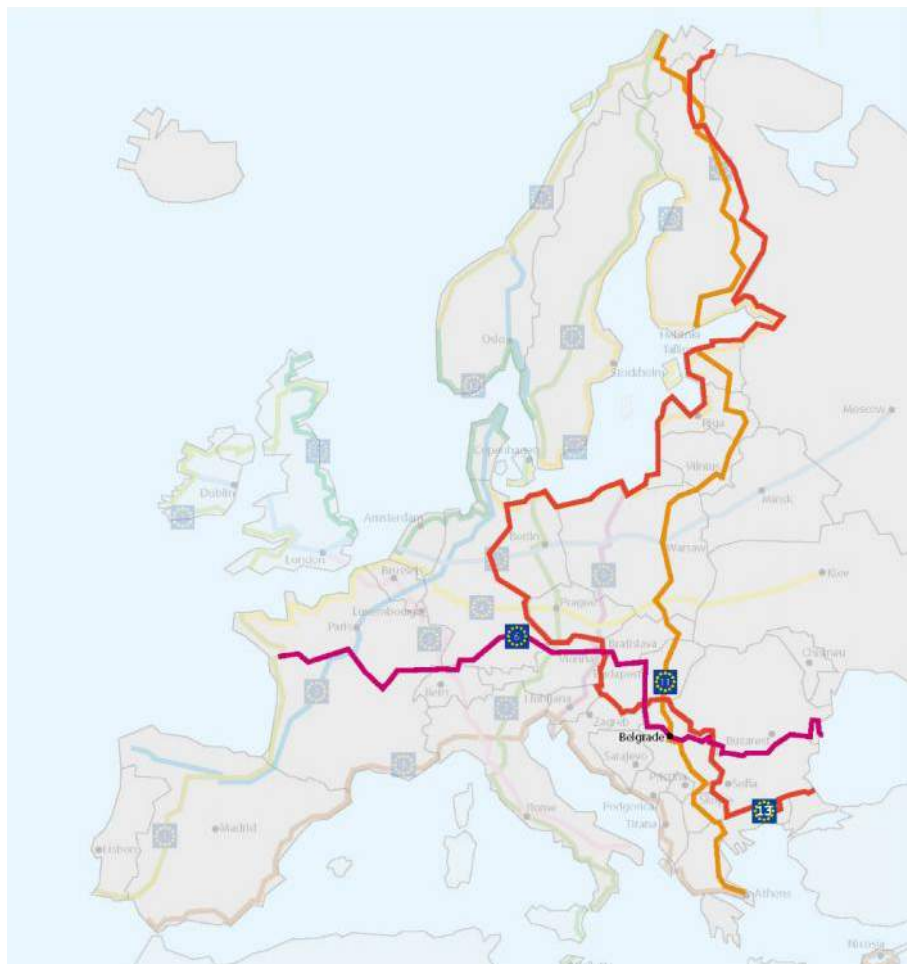 Oslo
Helsinki
Tallinn
Stockholm
Moscow
Riga
Copenhagen
Vilnius
Dublin
Minsk
Amsterdam
Berlin
London
Warsaw
Brussels
Kiev
Luxembourg
Prague
Paris
6
Bratislava
Vienna
Chisinau
Budapest
Bern
11
Ljubljana
Zagreb
Belgrade
Bucarest
Sarajevo
Sofia
Podgorica
13
Rome
Tirana
Madrid
Lisbon
Athens
Nicosia